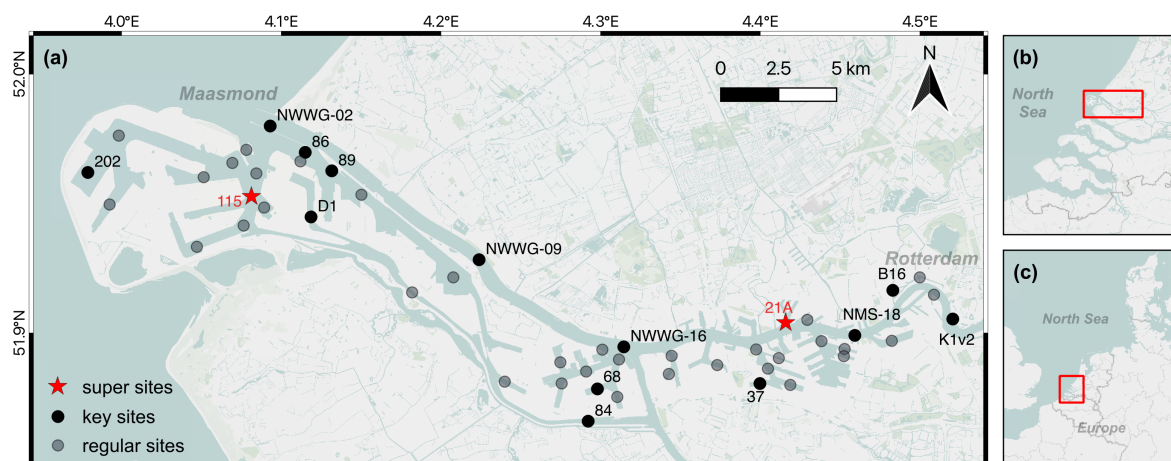 4.0°E 4.1°E 4.2°E 4.3°E 4.4°E 4.5°E
(a)
52.0°N
51.9°N
Maasmond
NWWG-02
86
89
202
115
D1
NWWG-09
0 2.5 5 km
N
Rotterdam
B16
21A
NMS-18
K1v2
NWWG-16
68
84
37
super sites
key sites
regular sites
(b)
North
Sea
(c)
North Sea
Europe